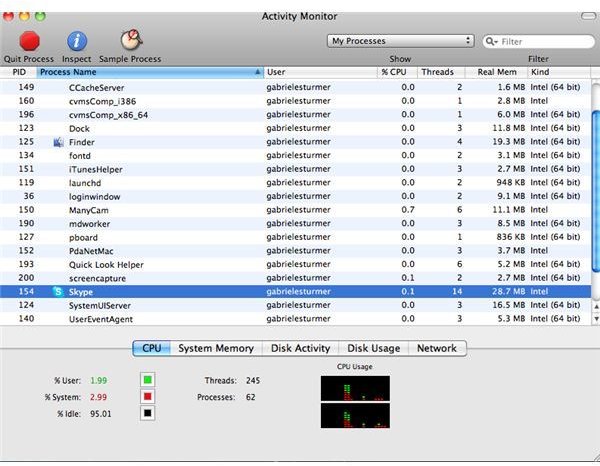 Activity Monitor
Quit Process Inspect Sample Process My Processes Show Filter Filter
PID Process Name User % CPU Threads Real Mem Kind
149 CCacheServer gabrielesturmer 0.0 2 1.6 MB Intel (64 bit)
160 cvmsComp_i386 gabrielesturmer 0.0 1 2.8 MB Intel
196 cvmsComp_x86_64 gabrielesturmer 0.0 1 6.0 MB Intel (64 bit)
123 Dock gabrielesturmer 0.0 3 11.8 MB Intel (64 bit)
125 Finder gabrielesturmer 0.0 4 19.3 MB Intel (64 bit)
134 fontd gabrielesturmer 0.0 2 3.1 MB Intel (64 bit)
151 iTunesHelper gabrielesturmer 0.0 3 2.7 MB Intel (64 bit)
119 launchd gabrielesturmer 0.0 2 948 KB Intel (64 bit)
36 loginwindow gabrielesturmer 0.0 2 9.1 MB Intel (64 bit)
150 ManyCam gabrielesturmer 0.7 6 11.1 MB Intel
190 mdworker gabrielesturmer 0.0 3 8.5 MB Intel (64 bit)
127 pboard gabrielesturmer 0.0 1 836 KB Intel (64 bit)
152 PdaNetMac gabrielesturmer 0.0 3 3.7 MB Intel
193 Quick Look Helper gabrielesturmer 0.0 6 5.2 MB Intel (64 bit)
200 screencapture gabrielesturmer 0.1 2 2.7 MB Intel (64 bit)
154 Skype gabrielesturmer 0.1 14 28.7 MB Intel
124 SystemUIServer gabrielesturmer 0.0 3 16.5 MB Intel (64 bit)
140 UserEventAgent gabrielesturmer 0.0 3 5.3 MB Intel (64 bit)
CPU System Memory Disk Activity Disk Usage Network
CPU Usage
% User: 1.99 Threads: 245
% System: 2.99 Processes: 62
% Idle: 95.01